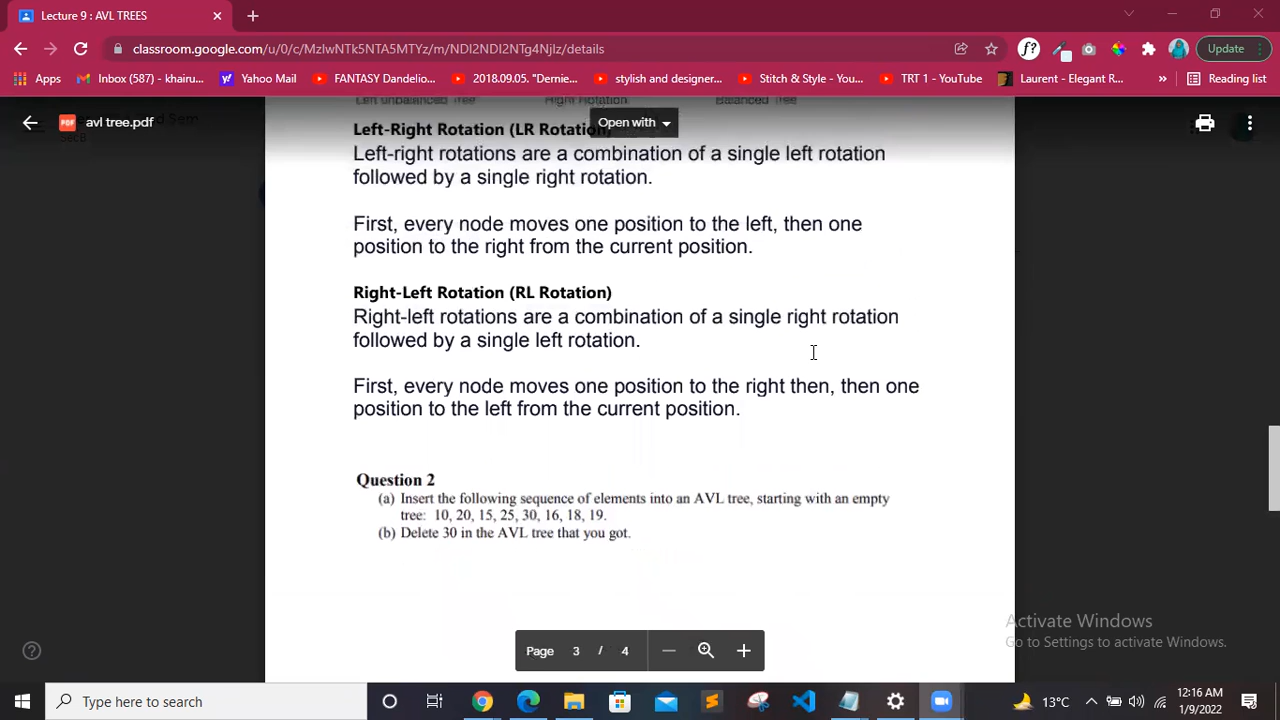 Lecture 9 : AVL TREES
classroom.google.com/u/0/c/MzIwNTk5NTA5MTYz/m/NDI2NDI2NTg4NjIz/details
Update
Apps
Inbox (587) - khairu...
Yahoo Mail
FANTASY Dandelio...
2018.09.05. "Dernie...
stylish and designer...
Stitch & Style - You...
TRT 1 - YouTube
Laurent - Elegant R...
»
Reading list
Left unbalanced Tree
Right Rotation
Balanced Tree
avl tree.pdf
Open with
Left-Right Rotation (LR Rotation)
Left-right rotations are a combination of a single left rotation
followed by a single right rotation.
First, every node moves one position to the left, then one
position to the right from the current position.
Right-Left Rotation (RL Rotation)
Right-left rotations are a combination of a single right rotation
followed by a single left rotation.
First, every node moves one position to the right then, then one
position to the left from the current position.
Question 2
(a) Insert the following sequence of elements into an AVL tree, starting with an empty
tree: 10, 20, 15, 25, 30, 16, 18, 19.
(b) Delete 30 in the AVL tree that you got.
Activate Windows
Go to Settings to activate Windows.
Page 3 / 4
Type here to search
13°C
12:16 AM
1/9/2022